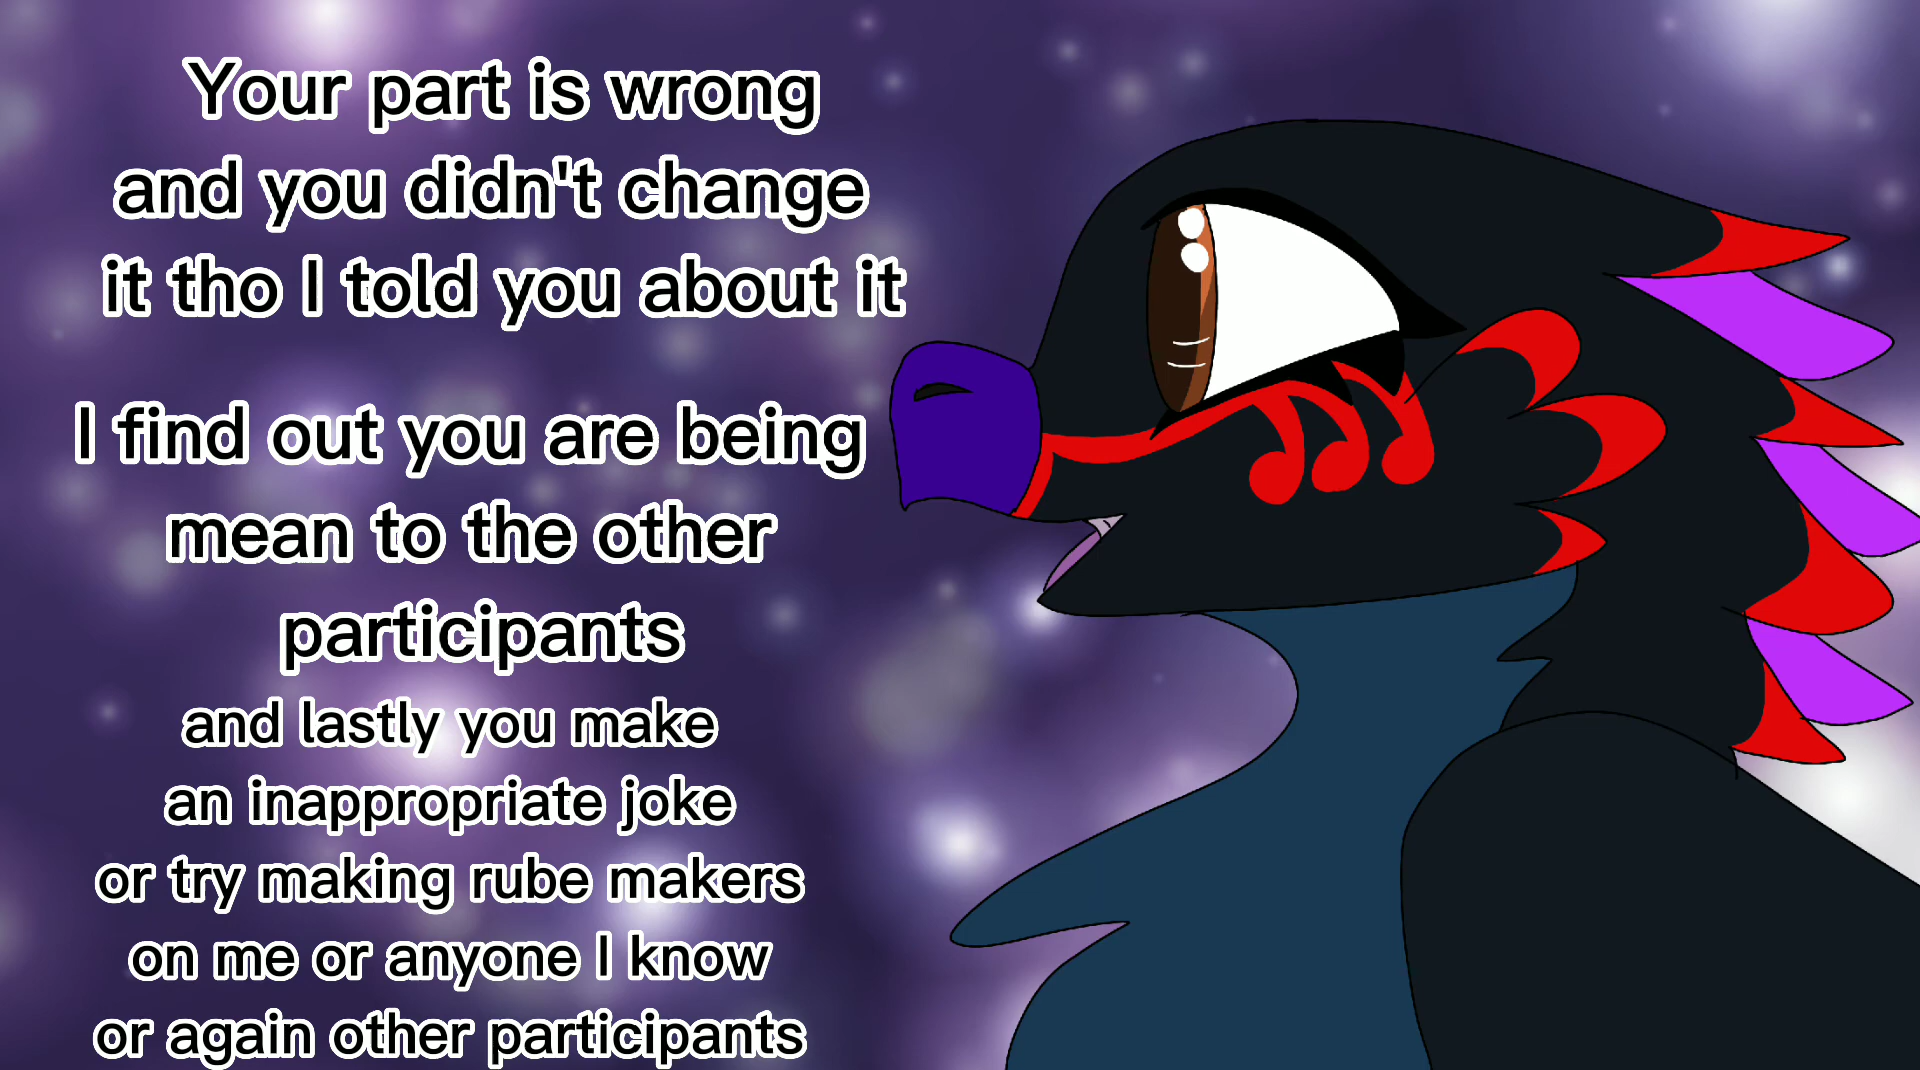 Your part is wrong
and you didn't change
it tho I told you about it
I find out you are being
mean to the other
participants
and lastly you make
an inappropriate joke
or try making rube makers
on me or anyone I know
or again other participants